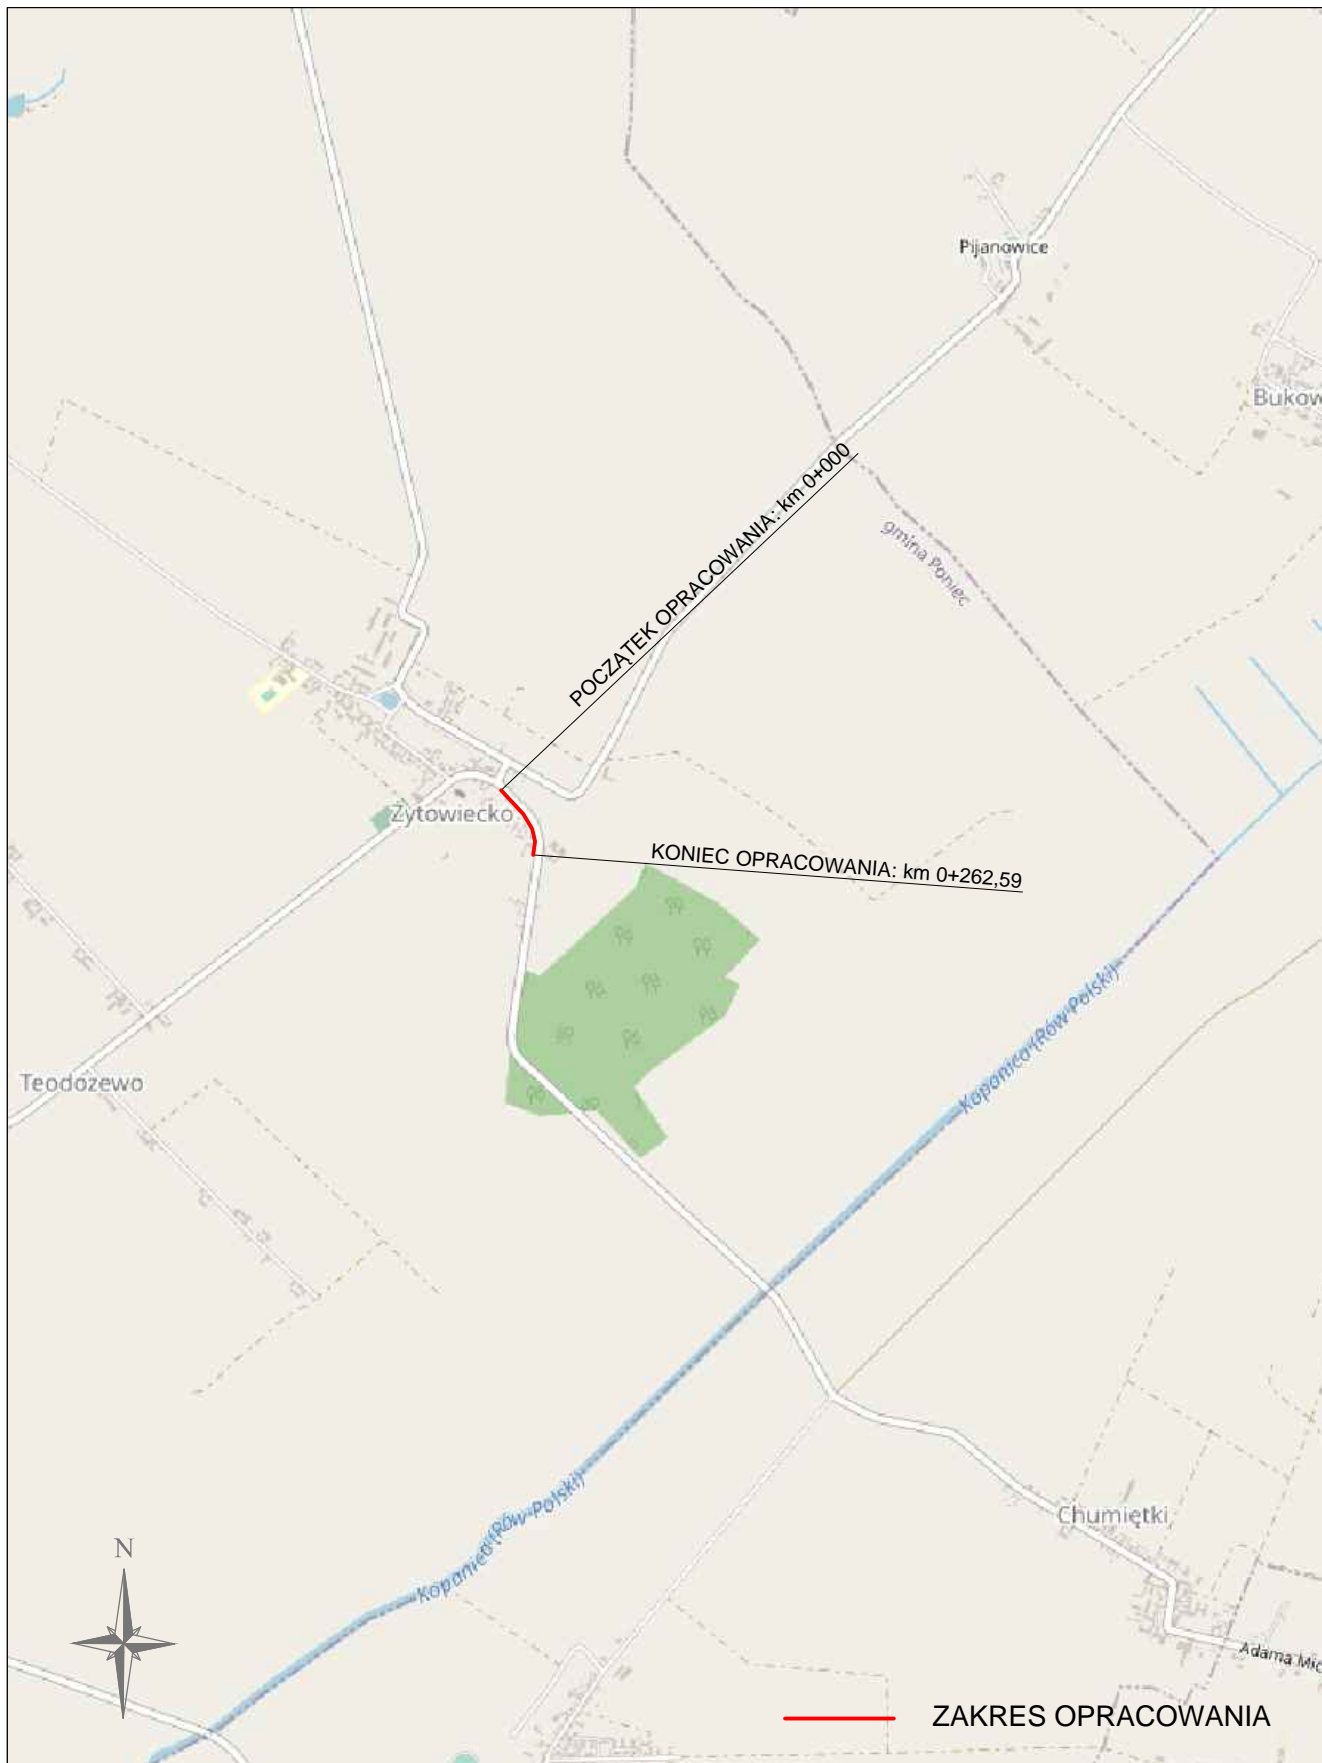 Pijanowice
Bukow
POCZĄTEK OPRACOWANIA: km 0+000
gmina Poniec
Żytowiecko
KONIEC OPRACOWANIA: km 0+262,59
Kopanica (Rów Polski)
Teodozewo
Chumiętki
Kopanica (Rów Polski)
N
Adama Mic
ZAKRES OPRACOWANIA